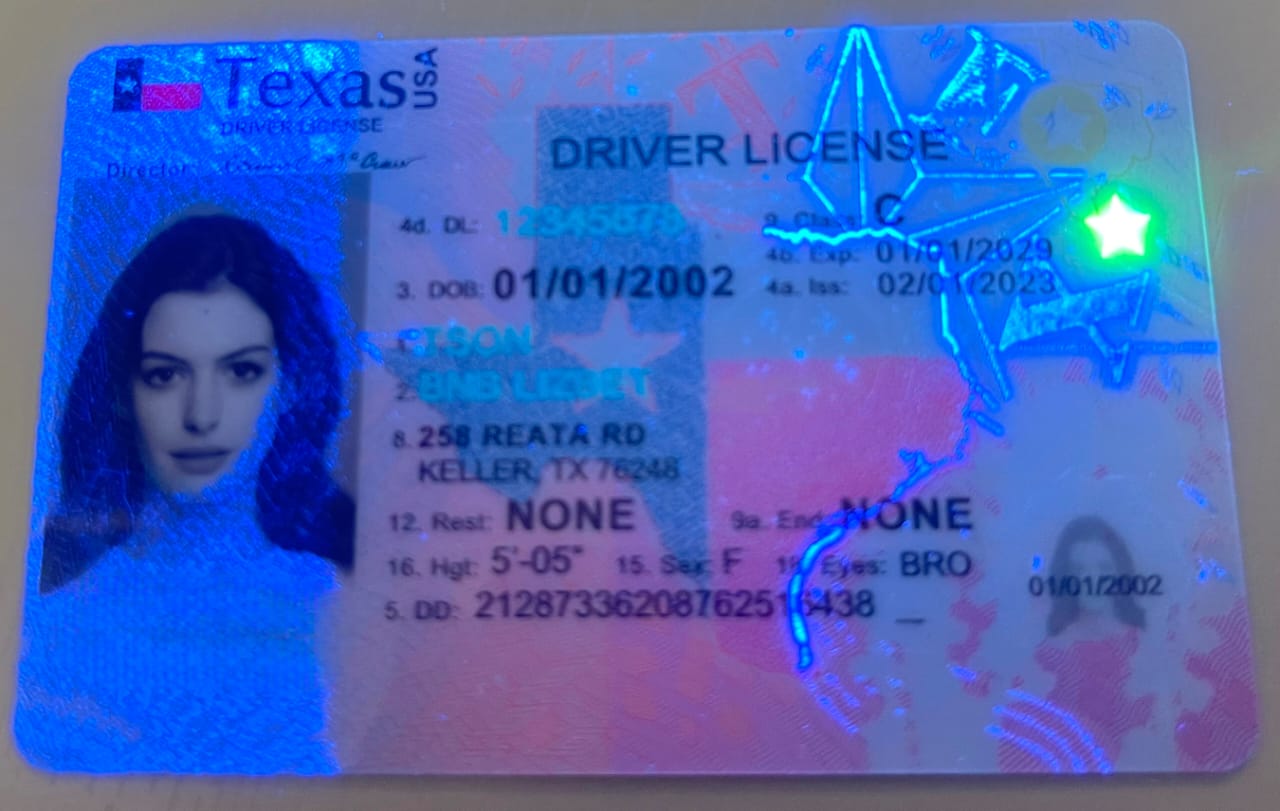 Texas USA
DRIVER LICENSE
Director
DRIVER LICENSE
4d. DL: 12345678
9. Class: C
4b. Exp: 01/01/2029
3. DOB: 01/01/2002
4a. Iss: 02/01/2023
1. TSON
2. BNB LIZBET
8. 258 REATA RD
KELLER, TX 76248
12. Rest: NONE 9a. End: NONE
16. Hgt: 5'-05" 15. Sex: F 18. Eyes: BRO
01/01/2002
5. DD: